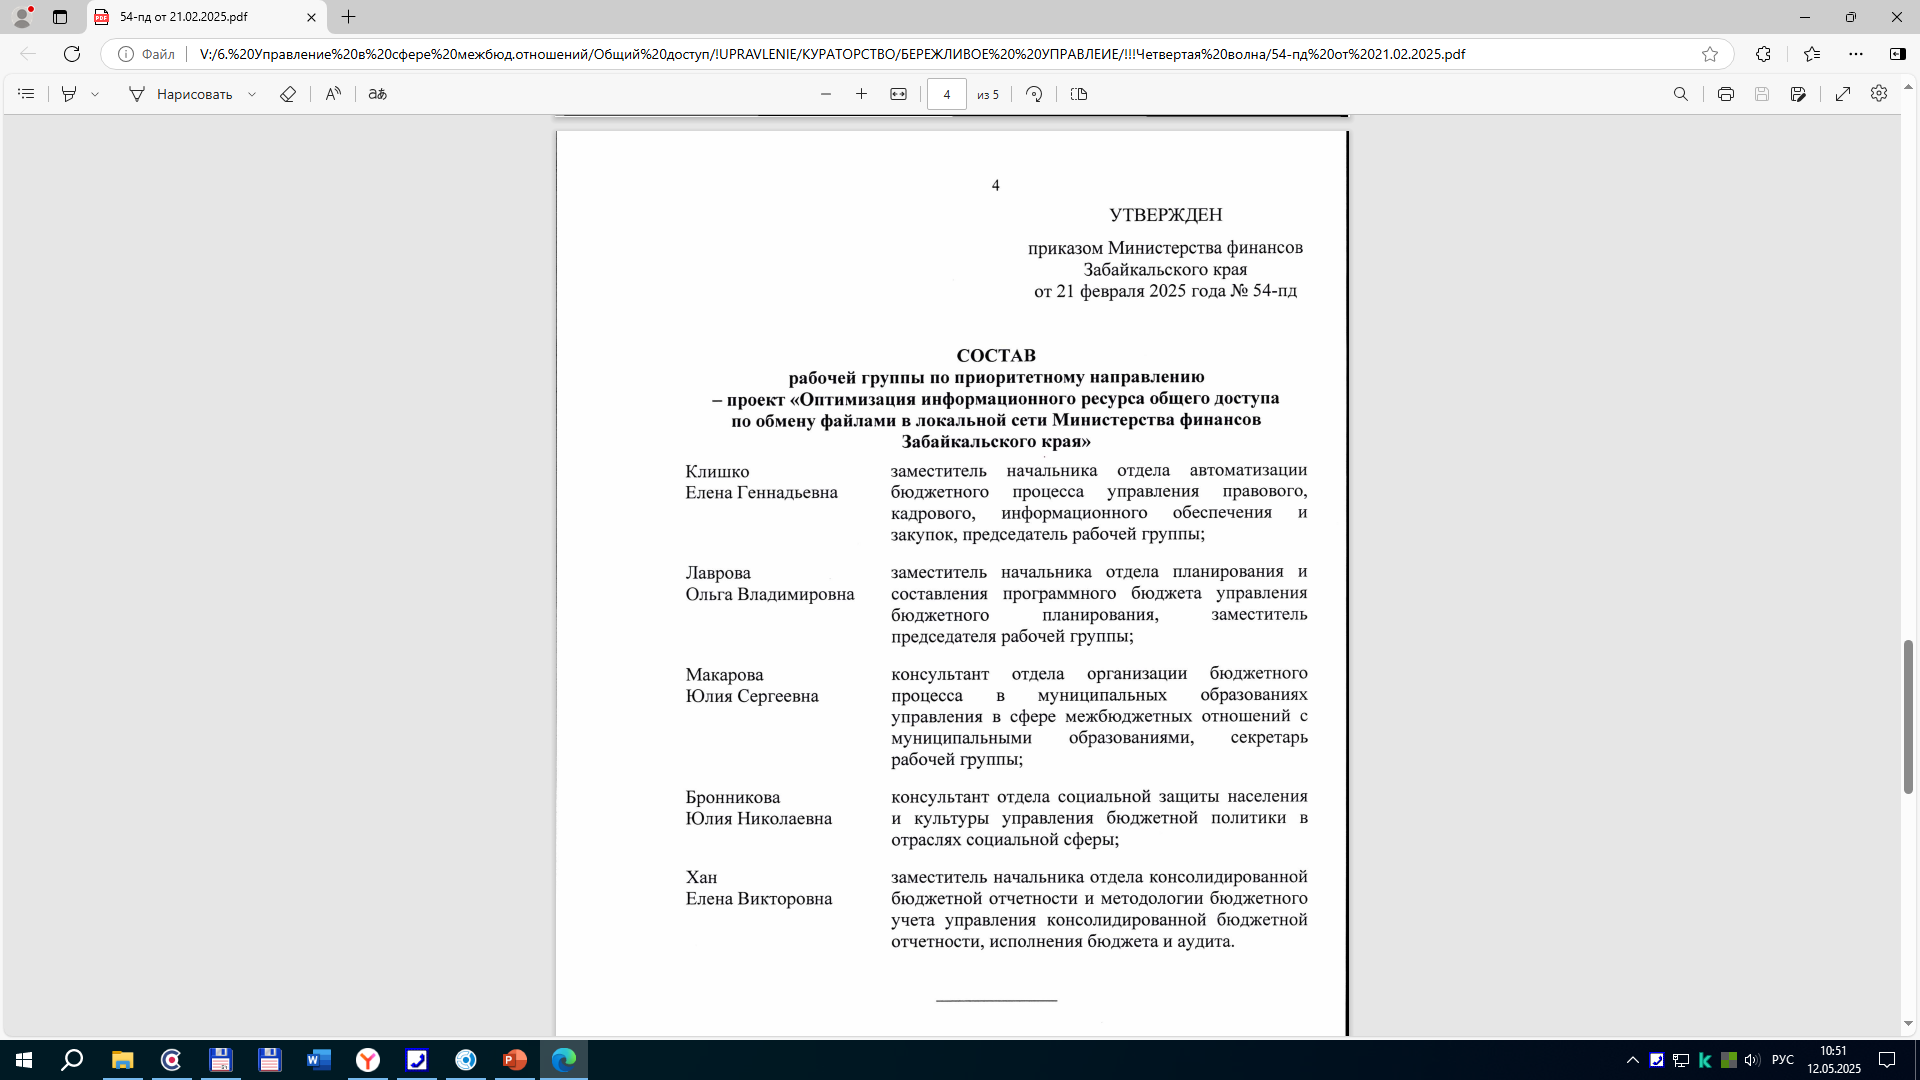 54-пд от 21.02.2025.pdf
Файл
V:/6.%20Управление%20в%20сфере%20межбюд.отношений/Общий%20доступ/!UPRAVLENIE/КУРАТОРСТВО/БЕРЕЖЛИВОЕ%20%20УПРАВЛЕИЕ/!!!Четвертая%20волна/54-пд%20от%2021.02.2025.pdf
Нарисовать
4 из 5
4
УТВЕРЖДЕН
приказом Министерства финансов
Забайкальского края
от 21 февраля 2025 года № 54-пд
СОСТАВ
рабочей группы по приоритетному направлению
– проект «Оптимизация информационного ресурса общего доступа
по обмену файлами в локальной сети Министерства финансов
Забайкальского края»
Клишко
Елена Геннадьевна
заместитель начальника отдела автоматизации
бюджетного процесса управления правового,
кадрового, информационного обеспечения и
закупок, председатель рабочей группы;
Лаврова
Ольга Владимировна
заместитель начальника отдела планирования и
составления программного бюджета управления
бюджетного планирования, заместитель
председателя рабочей группы;
Макарова
Юлия Сергеевна
консультант отдела организации бюджетного
процесса в муниципальных образованиях
управления в сфере межбюджетных отношений с
муниципальными образованиями, секретарь
рабочей группы;
Бронникова
Юлия Николаевна
консультант отдела социальной защиты населения
и культуры управления бюджетной политики в
отраслях социальной сферы;
Хан
Елена Викторовна
заместитель начальника отдела консолидированной
бюджетной отчетности и методологии бюджетного
учета управления консолидированной бюджетной
отчетности, исполнения бюджета и аудита.
РУС
10:51
12.05.2025